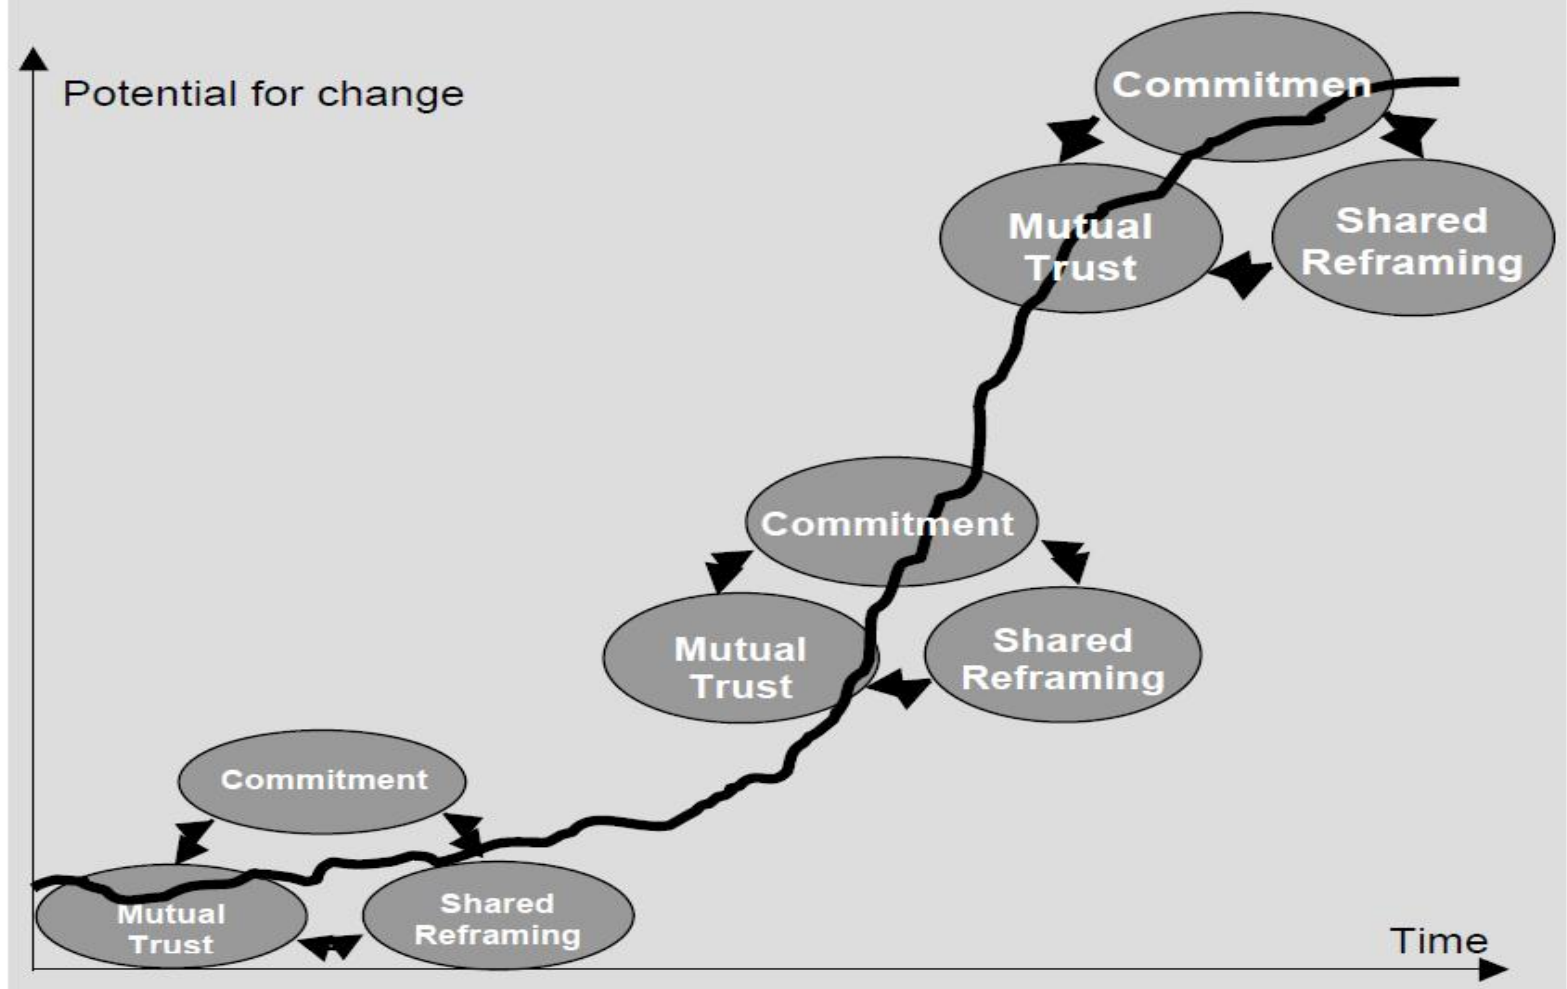 Potential for change
Commitmen
Mutual
Trust
Shared
Reframing
Commitment
Mutual
Trust
Shared
Reframing
Commitment
Mutual
Trust
Shared
Reframing
Time